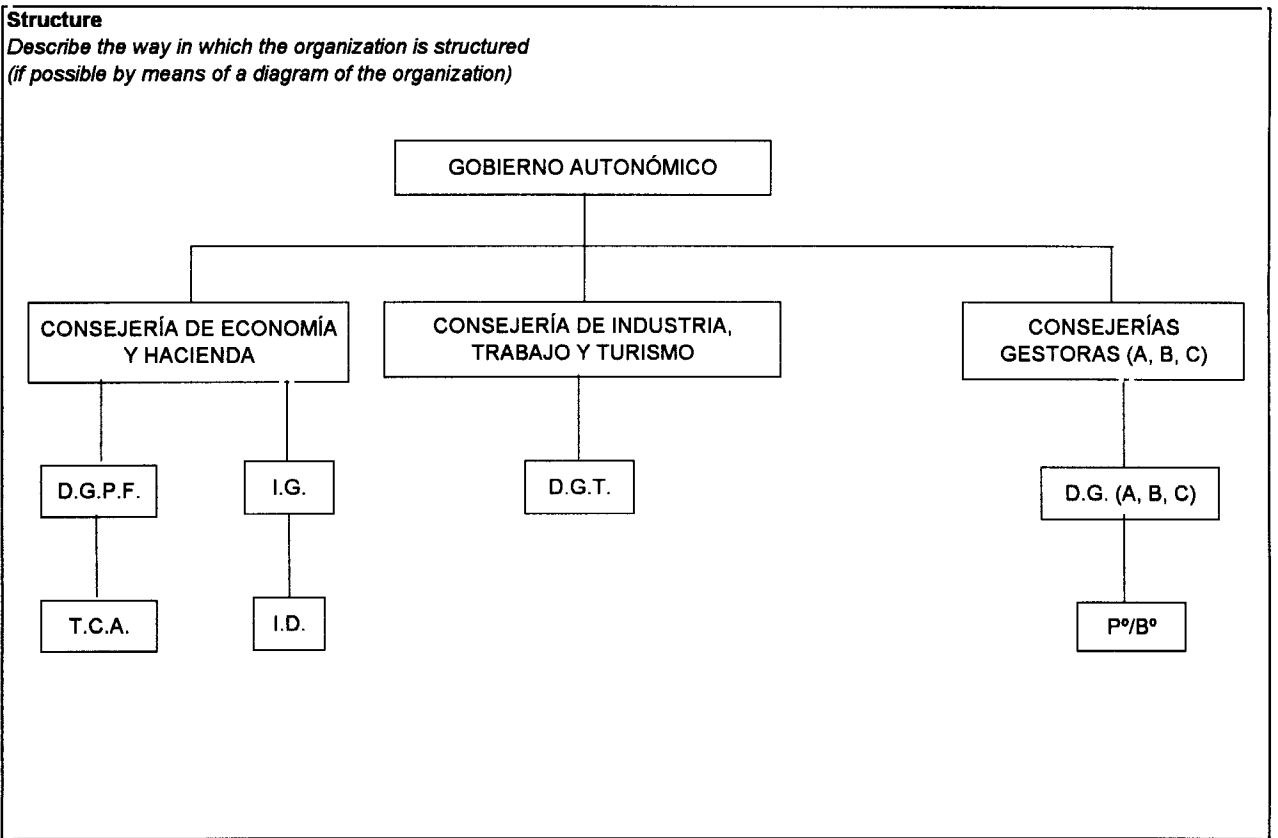 Structure
Describe the way in which the organization is structured
(if possible by means of a diagram of the organization)
GOBIERNO AUTONÓMICO
CONSEJERÍA DE ECONOMÍA
Y HACIENDA
CONSEJERÍA DE INDUSTRIA,
TRABAJO Y TURISMO
CONSEJERÍAS
GESTORAS (A, B, C)
D.G.P.F.
I.G.
D.G.T.
D.G. (A, B, C)
T.C.A.
I.D.
Pº/Bº